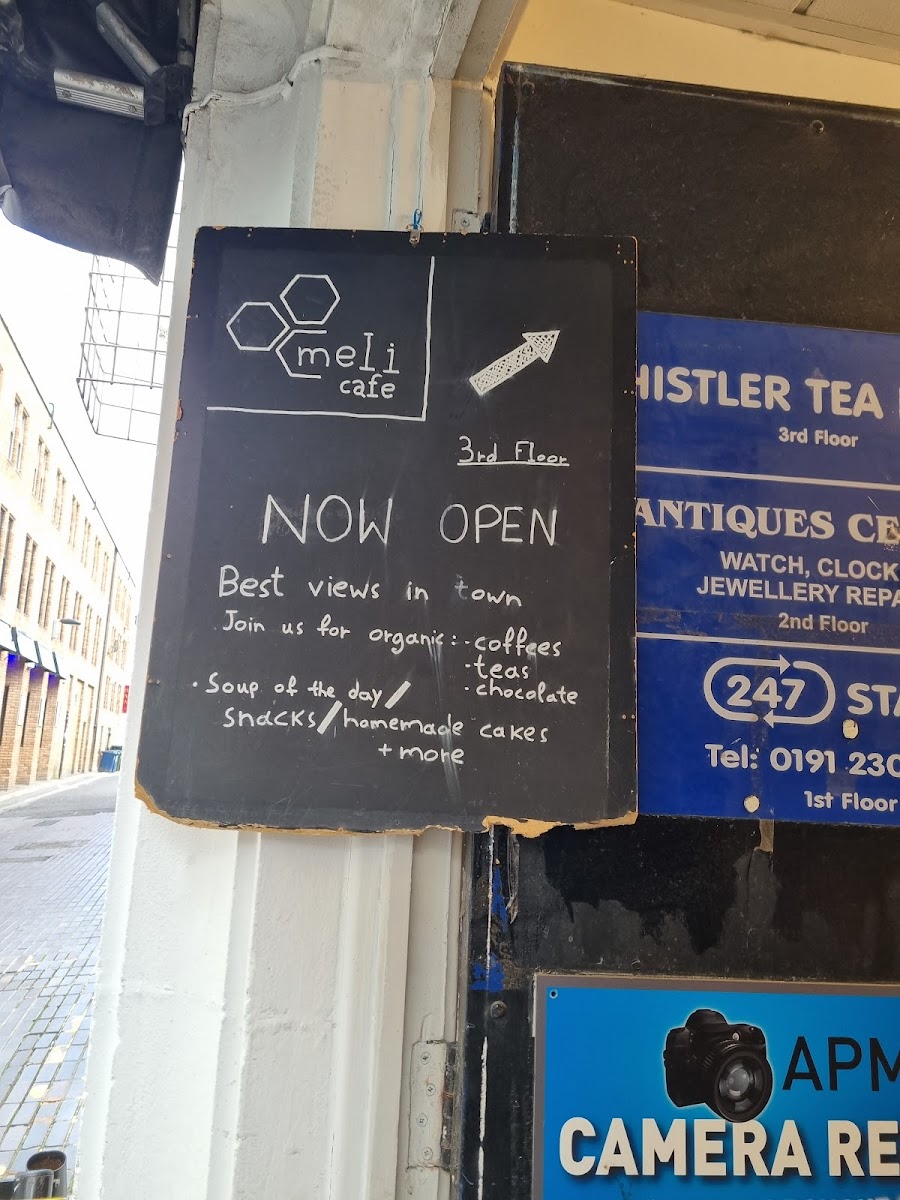 meli
cafe
3rd Floor
NOW OPEN
Best views in town
Join us for organic: - coffees
· teas
· chocolate
· Soup of the day /
snacks/homemade cakes
+ more
HISTLER TEA
3rd Floor
ANTIQUES CE
WATCH, CLOCK
JEWELLERY REPA
2nd Floor
247 STA
Tel: 0191 230
1st Floor
APM
CAMERA RE